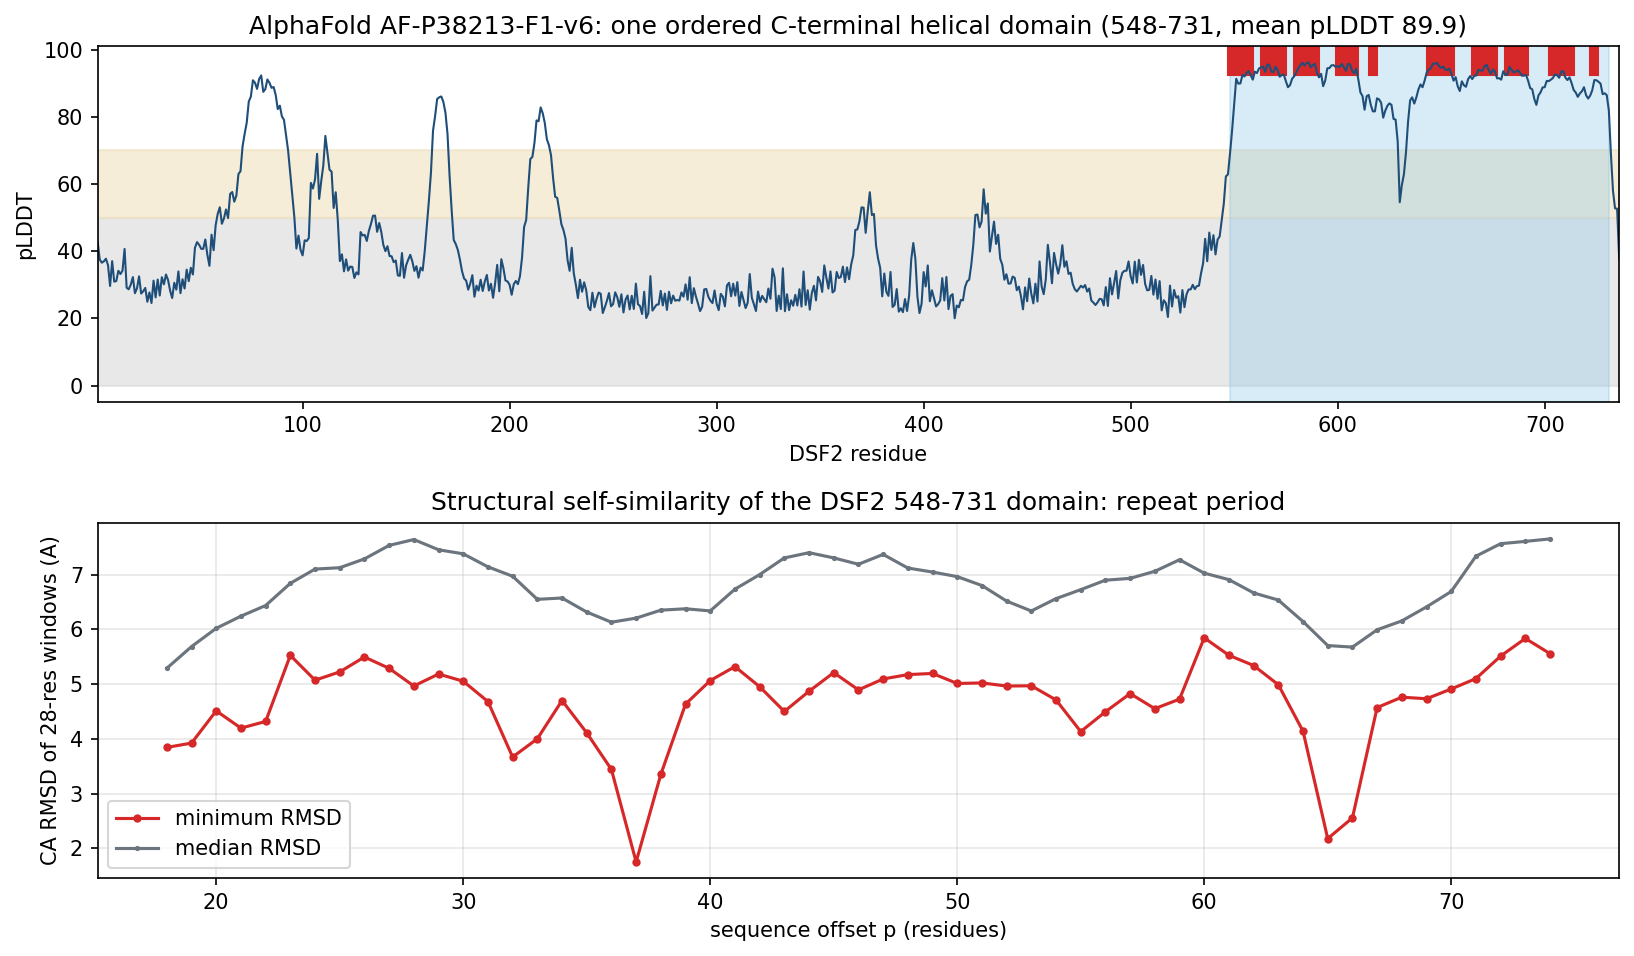 AlphaFold AF-P38213-F1-v6: one ordered C-terminal helical domain (548-731, mean pLDDT 89.9)
100
80
60
40
20
0
pLDDT
100 200 300 400 500 600 700
DSF2 residue
Structural self-similarity of the DSF2 548-731 domain: repeat period
7
6
5
4
3
2
CA RMSD of 28-res windows (A)
minimum RMSD
median RMSD
20 30 40 50 60 70
sequence offset p (residues)